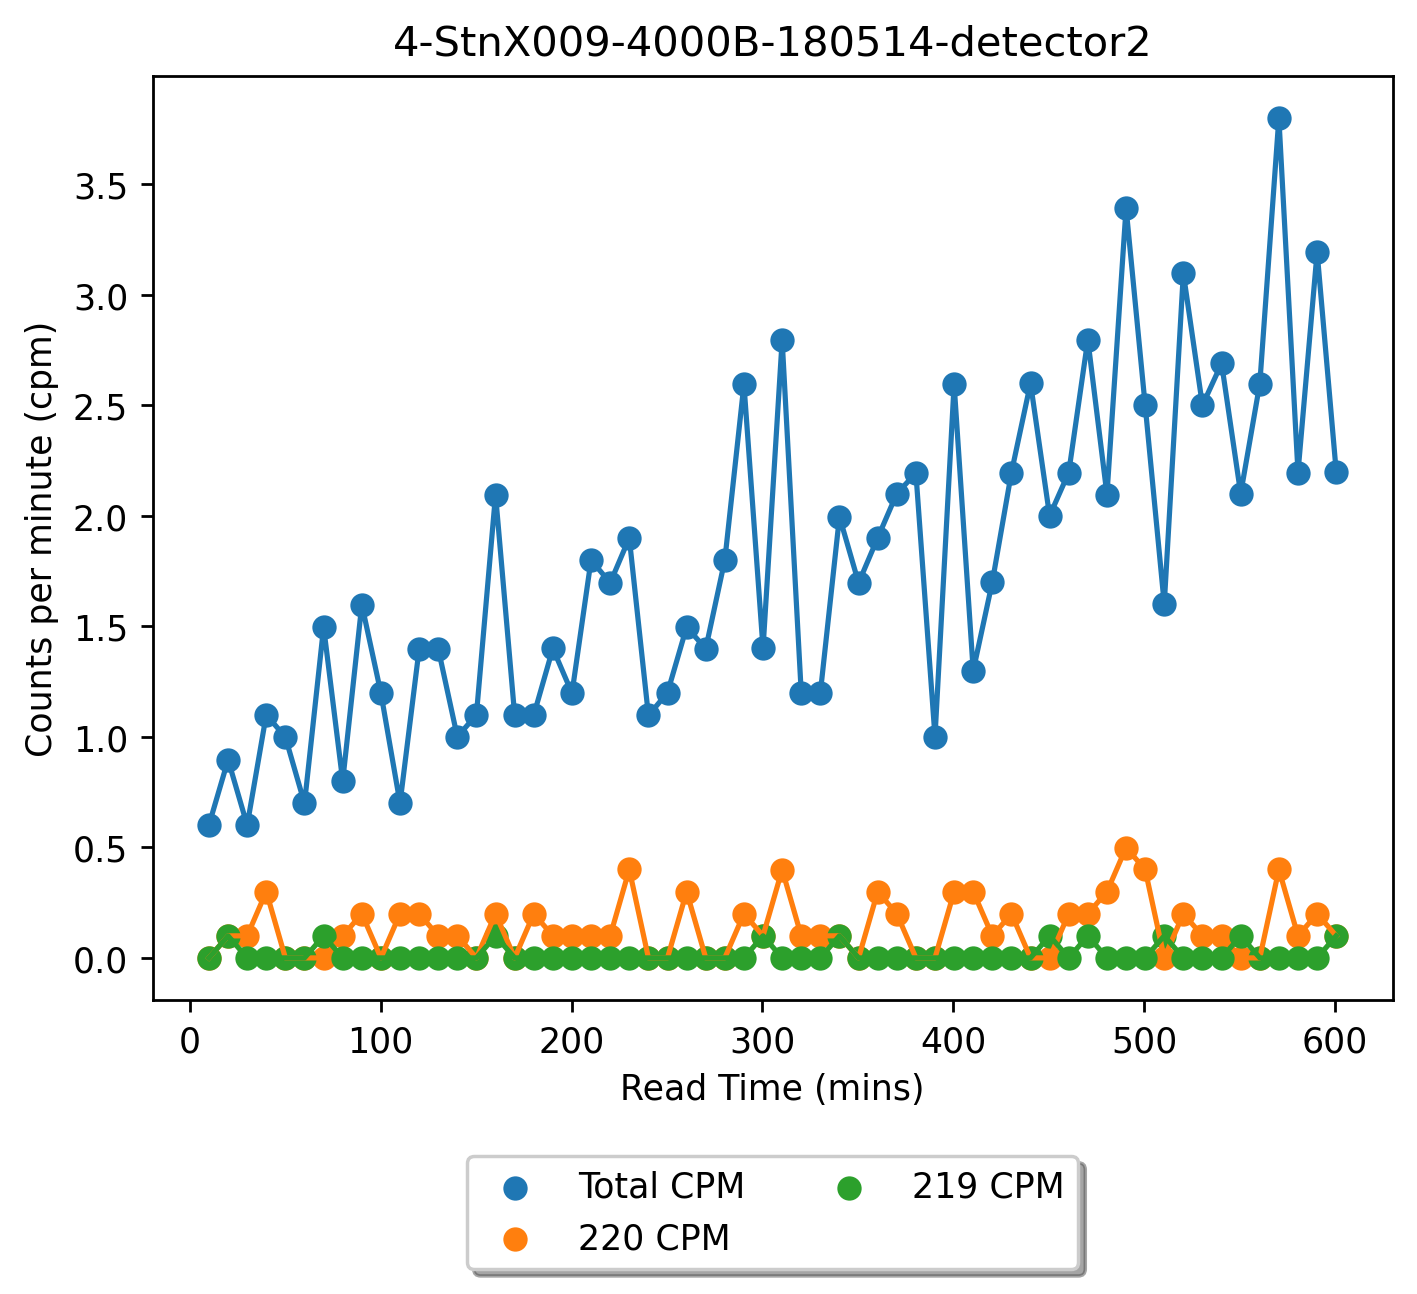 4-StnX009-4000B-180514-detector2
Counts per minute (cpm)
3.5
3.0
2.5
2.0
1.5
1.0
0.5
0.0
0 100 200 300 400 500 600
Read Time (mins)
Total CPM 219 CPM
220 CPM